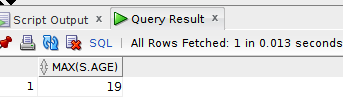 Script Output x Query Result x
SQL | All Rows Fetched: 1 in 0.013 seconds
MAX(S.AGE)
1 19